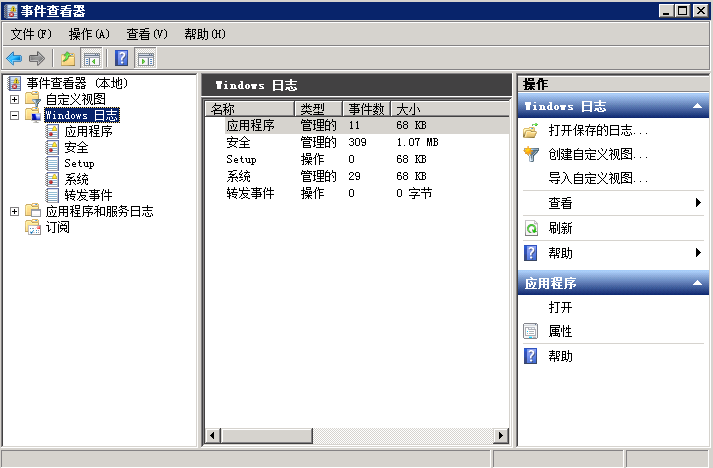 事件查看器
文件(F) 操作(A) 查看(V) 帮助(H)
事件查看器 (本地)
自定义视图
Windows 日志
应用程序
安全
Setup
系统
转发事件
应用程序和服务日志
订阅
Windows 日志
名称 类型 事件数 大小
应用程序 管理的 11 68 KB
安全 管理的 309 1.07 MB
Setup 操作 0 68 KB
系统 管理的 29 68 KB
转发事件 操作 0 0 字节
操作
Windows 日志
打开保存的日志...
创建自定义视图...
导入自定义视图...
查看
刷新
帮助
应用程序
打开
属性
帮助